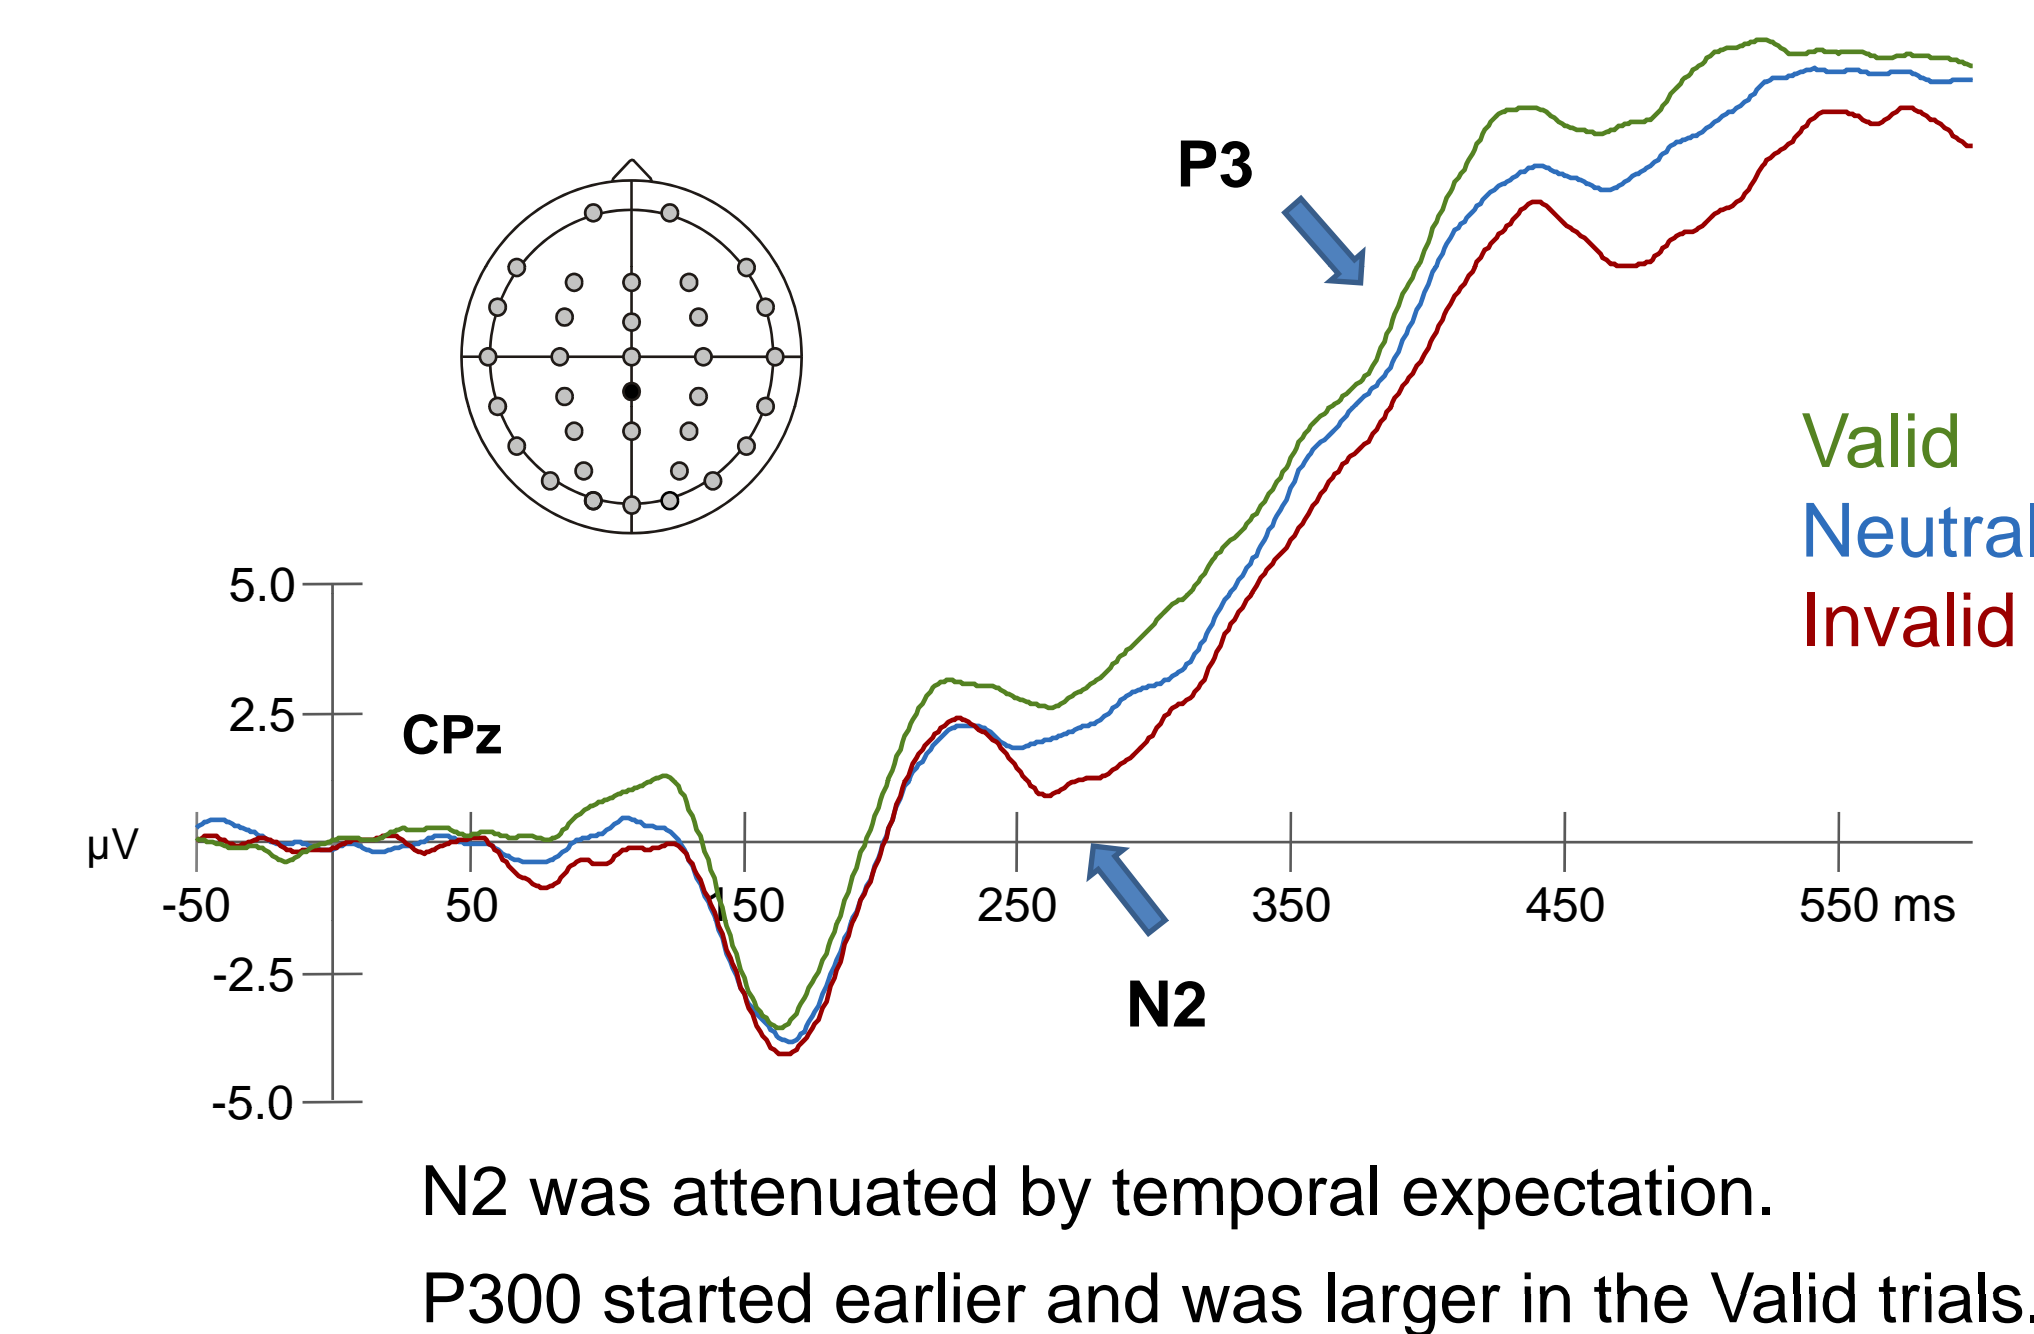 P3
Valid
Neutral
Invalid
5.0
2.5
CPz
µV
-50 50 150 250 350 450 550 ms
-2.5
N2
-5.0
N2 was attenuated by temporal expectation.
P300 started earlier and was larger in the Valid trials.